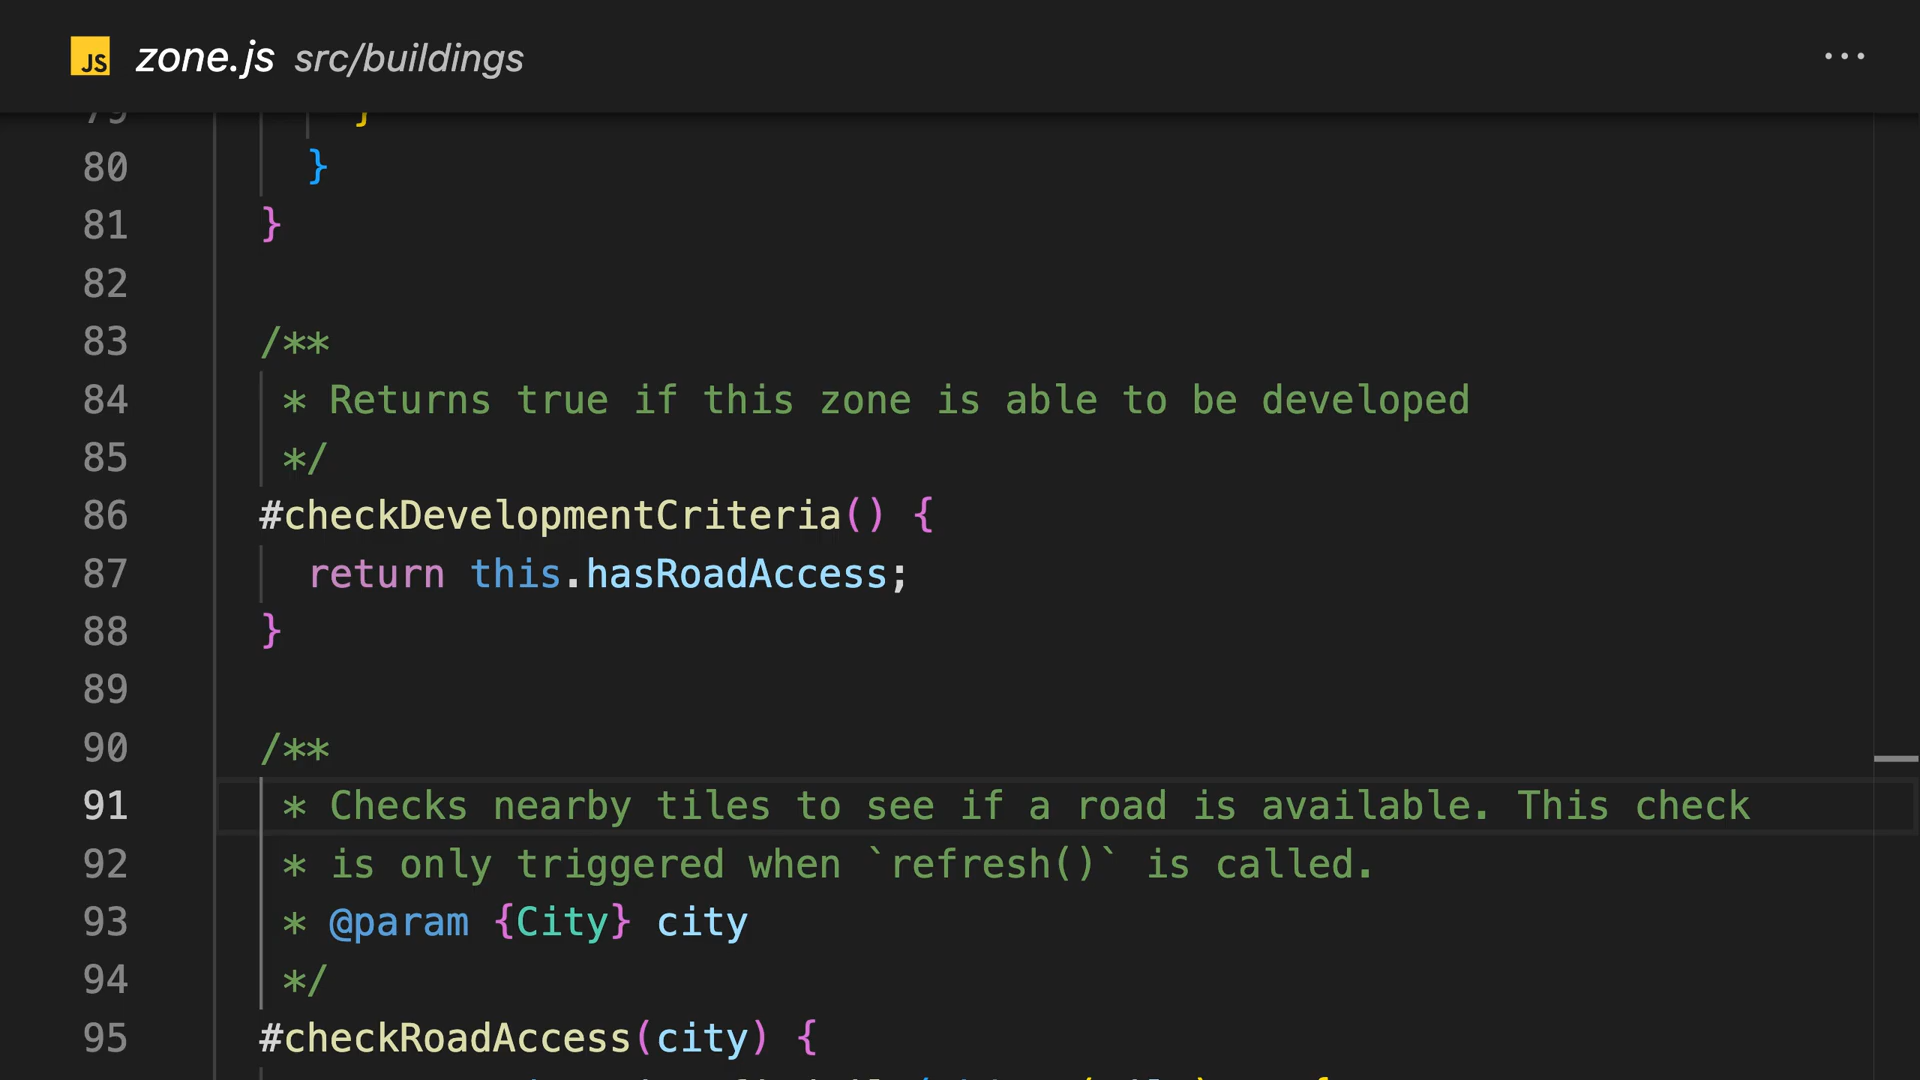 JS zone.js src/buildings ...
79 }
80 }
81 }
82
83 /**
84 * Returns true if this zone is able to be developed
85 */
86 #checkDevelopmentCriteria() {
87 return this.hasRoadAccess;
88 }
89
90 /**
91 * Checks nearby tiles to see if a road is available. This check
92 * is only triggered when `refresh()` is called.
93 * @param {City} city
94 */
95 #checkRoadAccess(city) {